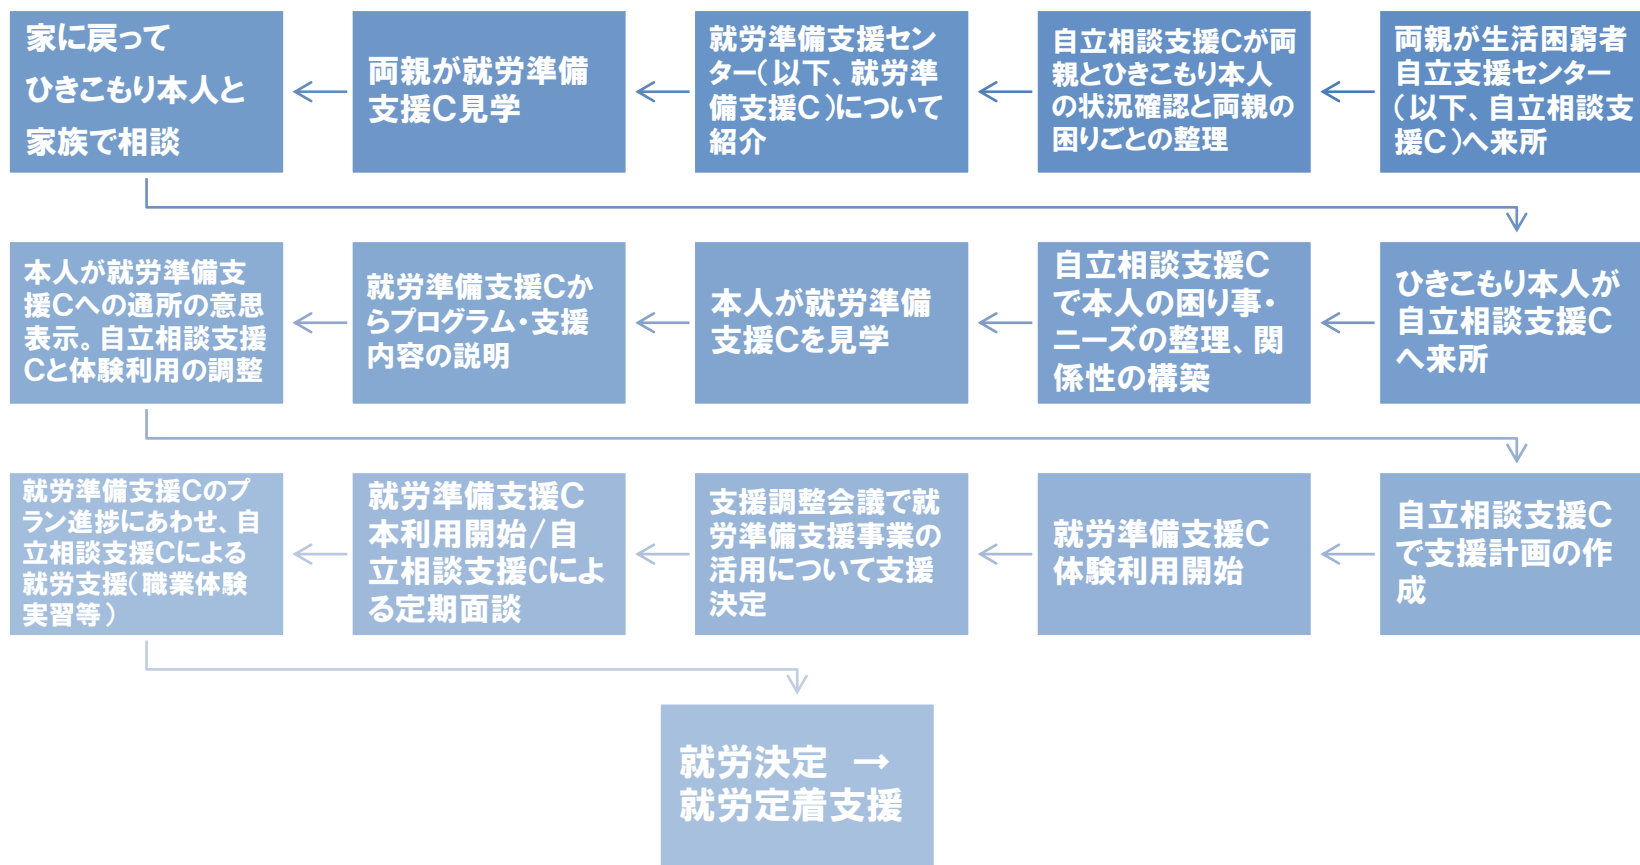 両親が生活困窮者
自立支援センター
(以下、自立相談支
援C)へ来所
自立相談支援Cが両
親とひきこもり本人
の状況確認と両親の
困りごとの整理
就労準備支援セン
ター(以下、就労準
備支援C)について
紹介
両親が就労準備
支援C見学
家に戻って
ひきこもり本人と
家族で相談
ひきこもり本人が
自立相談支援C
へ来所
自立相談支援C
で本人の困り事・
ニーズの整理、関
係性の構築
本人が就労準備
支援Cを見学
就労準備支援Cか
らプログラム・支援
内容の説明
本人が就労準備支
援Cへの通所の意思
表示。自立相談支援
Cと体験利用の調整
自立相談支援C
で支援計画の作
成
就労準備支援C
体験利用開始
支援調整会議で就
労準備支援事業の
活用について支援
決定
就労準備支援C
本利用開始/自
立相談支援Cによ
る定期面談
就労準備支援Cのプ
ラン進捗にあわせ、自
立相談支援Cによる
就労支援(職業体験
実習等)
就労決定 →
就労定着支援